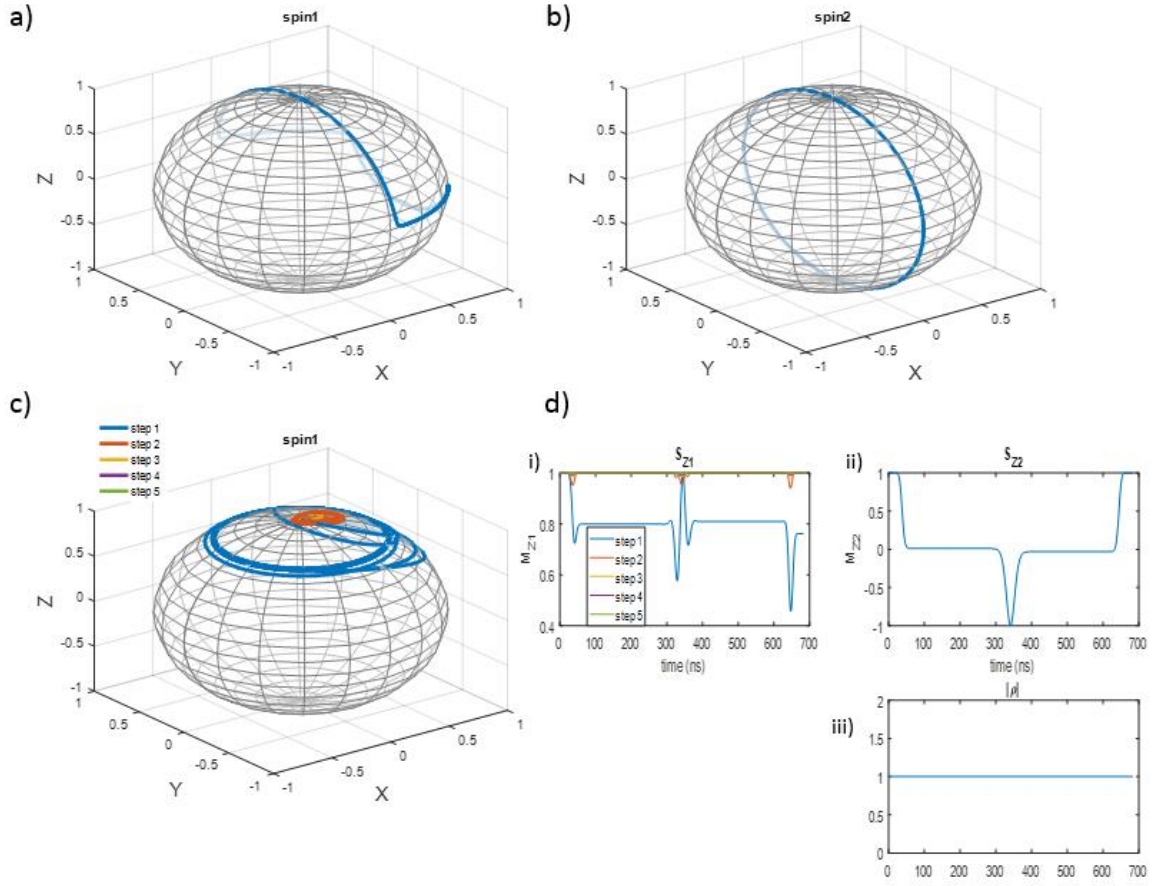 a)
spin1
Z
1
0.5
0
-0.5
-1
1
0.5
0
-0.5
-1
Y
-1
-0.5
0
0.5
1
X
b)
spin2
Z
1
0.5
0
-0.5
-1
1
0.5
0
-0.5
-1
Y
-1
-0.5
0
0.5
1
X
c)
step 1
step 2
step 3
step 4
step 5
spin1
Z
1
0.5
0
-0.5
-1
1
0.5
0
-0.5
-1
Y
-1
-0.5
0
0.5
1
X
d)
i)
S_Z1
M_Z1
1
0.8
0.6
0.4
step 1
step 2
step 3
step 4
step 5
0 100 200 300 400 500 600 700
time (ns)
ii)
S_Z2
M_Z2
1
0.5
0
-0.5
-1
0 100 200 300 400 500 600 700
time (ns)
iii)
|ρ|
2
1.5
1
0.5
0
0 100 200 300 400 500 600 700